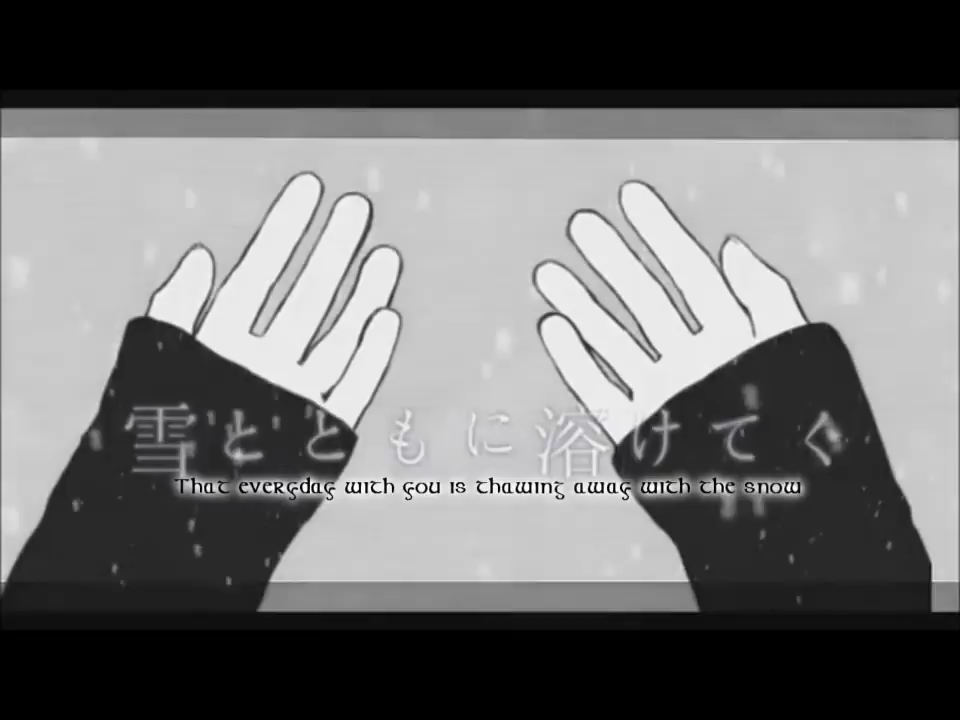 雪とともに溶けてく
That everyday with you is thawing away with the snow